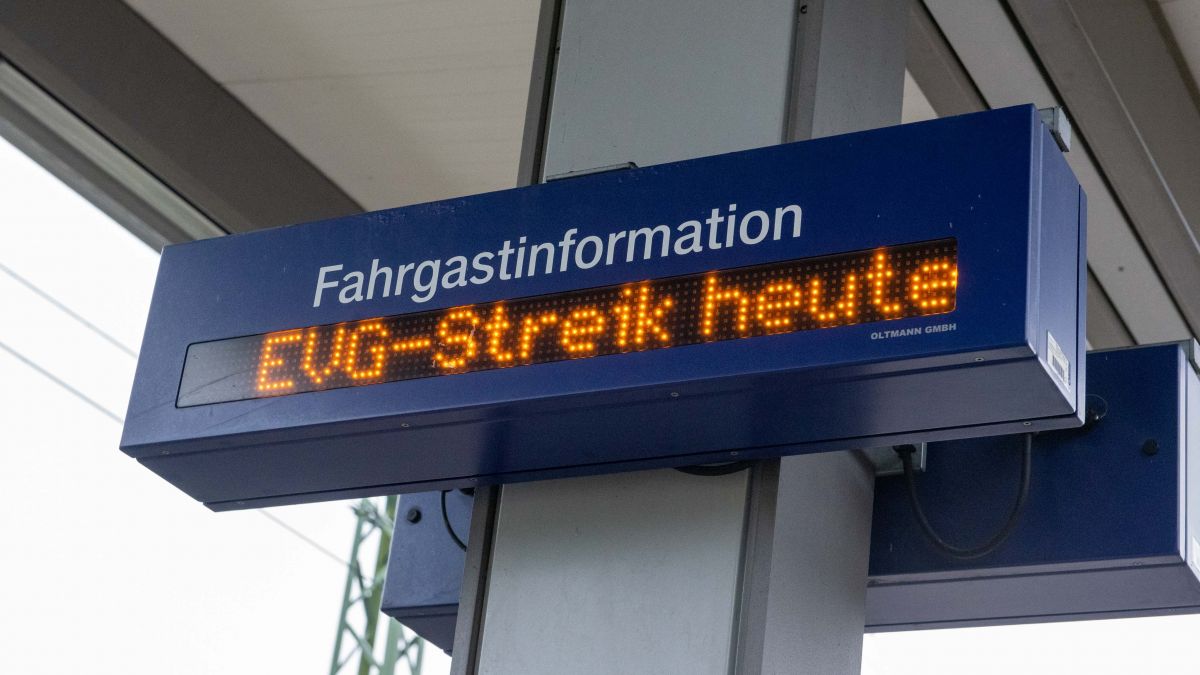 Fahrgastinformation
EVG-Streik heute
OLTMANN GMBH